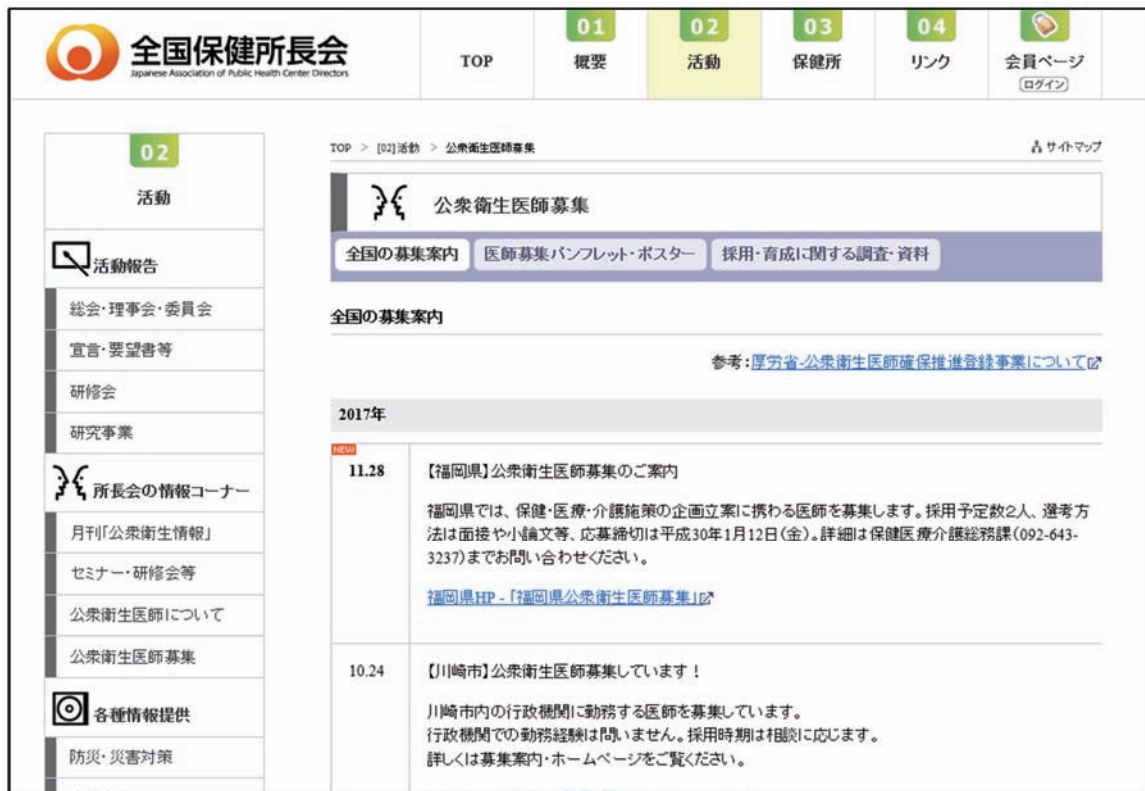 全国保健所長会
Japanese Association of Public Health Center Directors
TOP
01
概要
02
活動
03
保健所
04
リンク
会員ページ
ログイン
02
活動
活動報告
総会・理事会・委員会
宣言・要望書等
研修会
研究事業
所長会の情報コーナー
月刊「公衆衛生情報」
セミナー・研修会等
公衆衛生医師について
公衆衛生医師募集
各種情報提供
防災・災害対策
TOP > [02]活動 > 公衆衛生医師募集
サイトマップ
公衆衛生医師募集
全国の募集案内 医師募集パンフレット・ポスター 採用・育成に関する調査・資料
全国の募集案内
参考:厚労省-公衆衛生医師確保推進登録事業について
2017年
NEW
11.28
【福岡県】公衆衛生医師募集のご案内
福岡県では、保健・医療・介護施策の企画立案に携わる医師を募集します。採用予定数2人、選考方
法は面接や小論文等、応募締切は平成30年1月12日(金)。詳細は保健医療介護総務課(092-643-
3237)までお問い合わせください。
福岡県HP - 「福岡県公衆衛生医師募集」
10.24
【川崎市】公衆衛生医師募集しています!
川崎市内の行政機関に勤務する医師を募集しています。
行政機関での勤務経験は問いません。採用時期は相談に応じます。
詳しくは募集案内・ホームページをご覧ください。